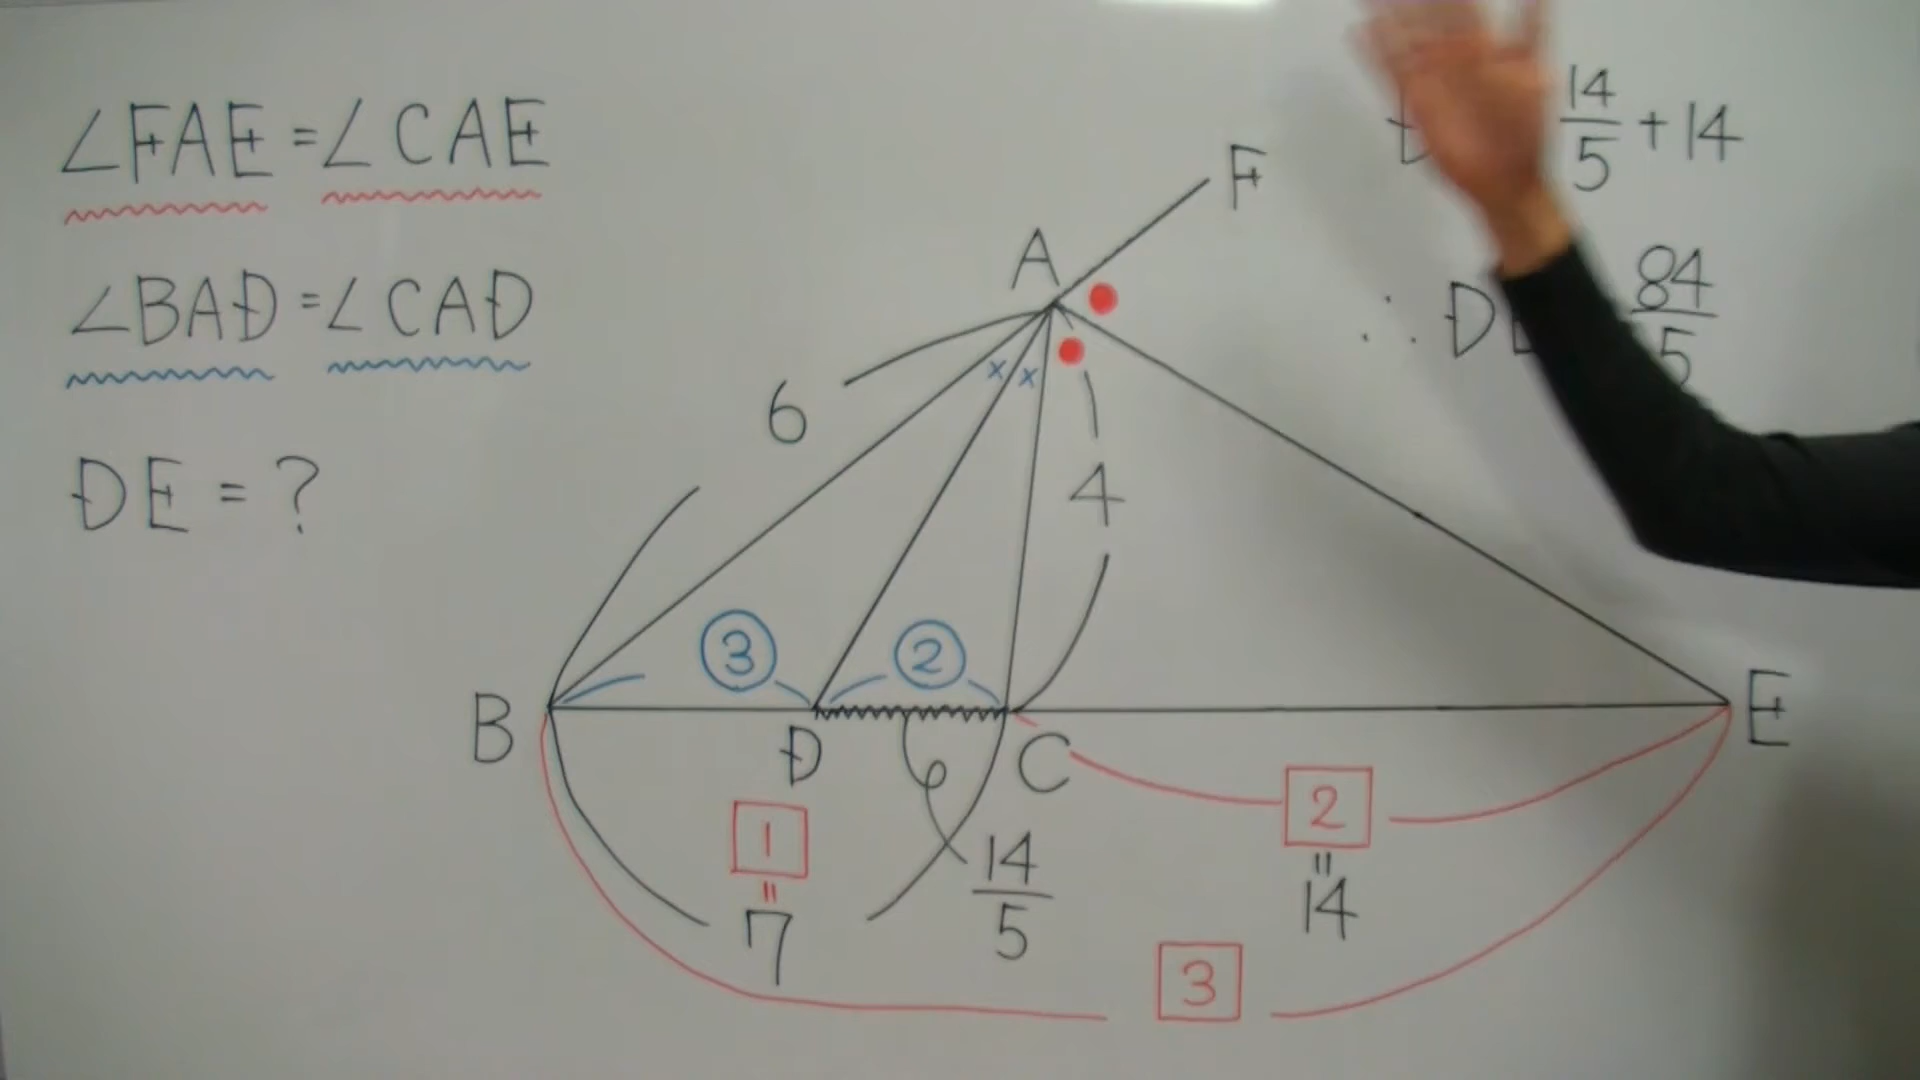 ∠FAE = ∠CAE
∠BAD = ∠CAD
DE = ?
14/5 + 14
∴ D
84/5
F
A
6
4
③
②
B
D
C
E
1
=
7
14/5
2
=
14
3